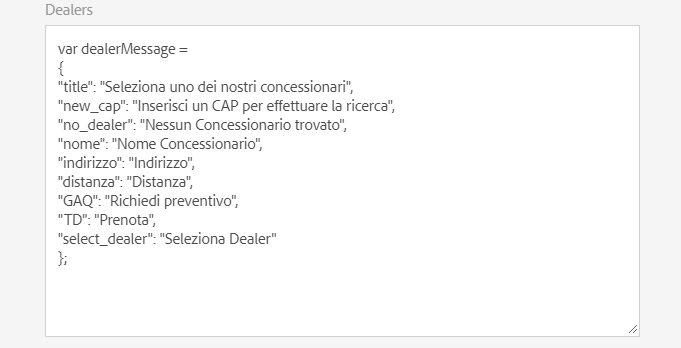 Dealers
var dealerMessage =
{
"title": "Seleziona uno dei nostri concessionari",
"new_cap": "Inserisci un CAP per effettuare la ricerca",
"no_dealer": "Nessun Concessionario trovato",
"nome": "Nome Concessionario",
"indirizzo": "Indirizzo",
"distanza": "Distanza",
"GAQ": "Richiedi preventivo",
"TD": "Prenota",
"select_dealer": "Seleziona Dealer"
};